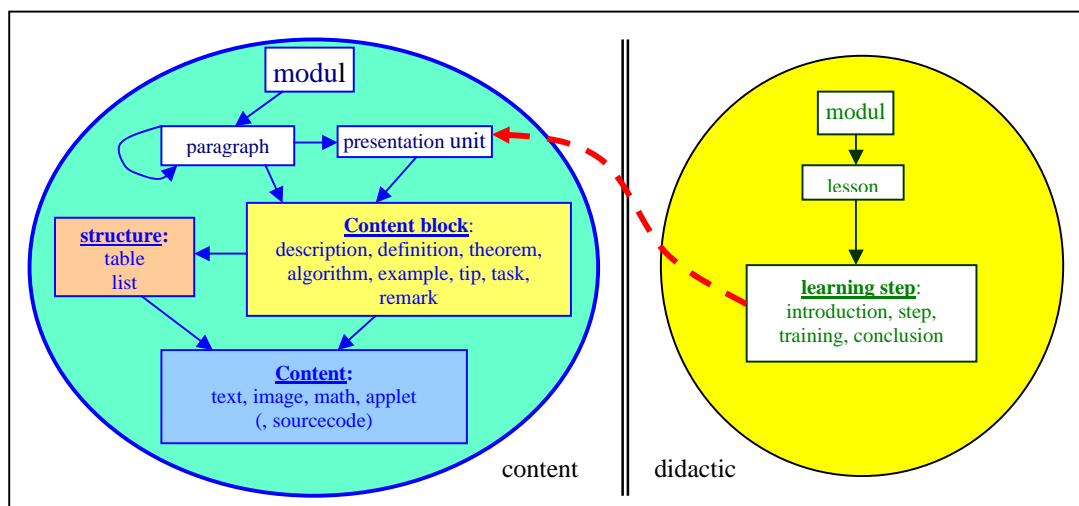 modul
paragraph
presentation unit
Content block:
description, definition, theorem,
algorithm, example, tip, task,
remark
structure:
table
list
Content:
text, image, math, applet
(, sourcecode)
content
didactic
modul
lesson
learning step:
introduction, step,
training, conclusion